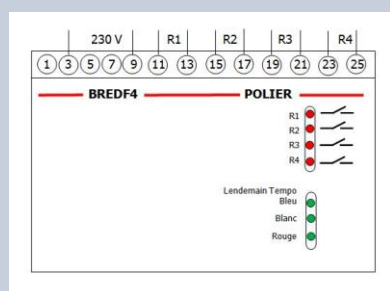 230 V R1 R2 R3 R4
1 3 5 7 9 11 13 15 17 19 21 23 25
BREDF4 POLIER
R1
R2
R3
R4
Lendemain Tempo
Bleu
Blanc
Rouge